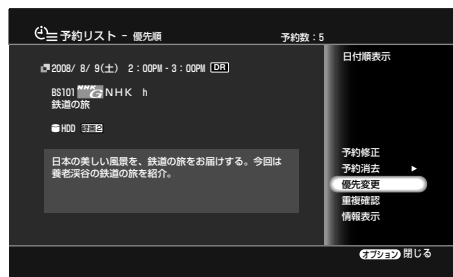 予約リスト - 優先順
予約数：5
2008/ 8/ 9(土) 2：00PM - 3：00PM DR
BS101 NHK G NHK h
鉄道の旅
HDD
日本の美しい風景を、鉄道の旅をお届けする。今回は
養老渓谷の鉄道の旅を紹介。
日付順表示
予約修正
予約消去 ▶
優先変更
重複確認
情報表示
オプション 閉じる